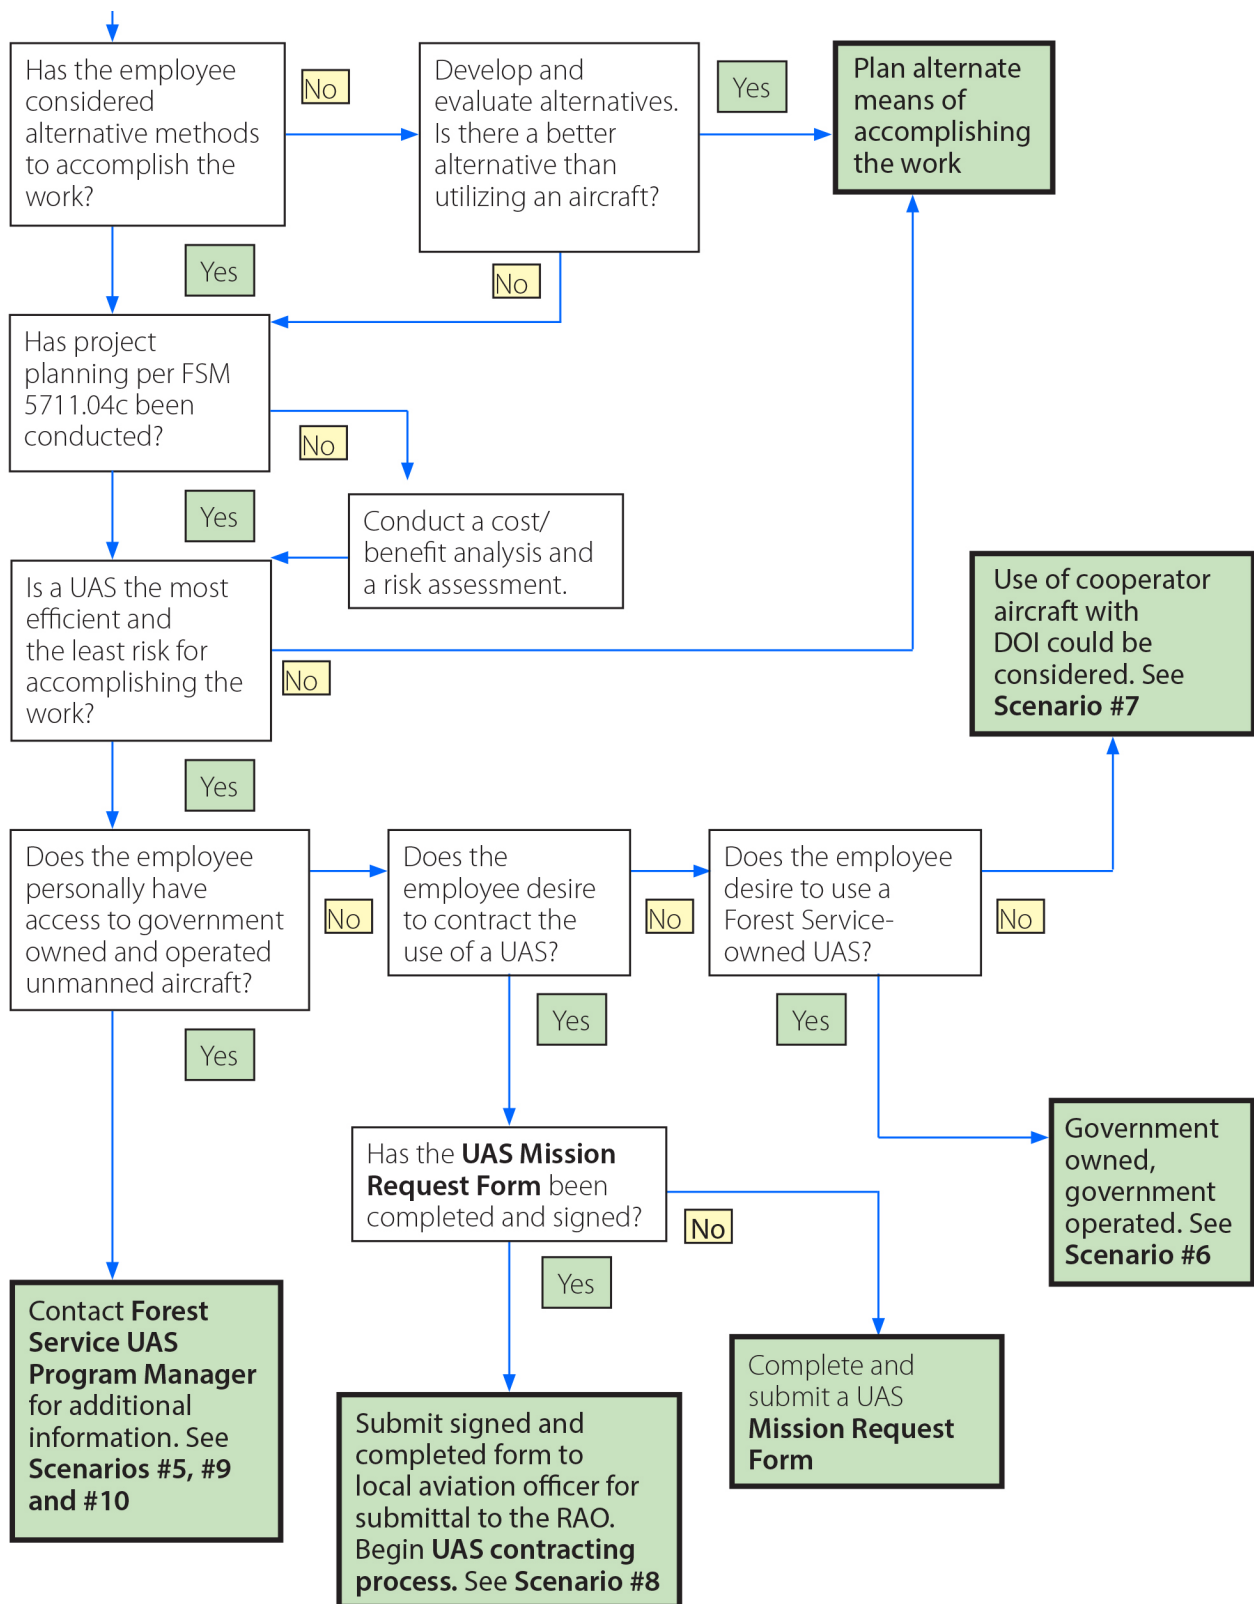 Has the employee
considered
alternative methods
to accomplish the
work?
No
Develop and
evaluate alternatives.
Is there a better
alternative than
utilizing an aircraft?
Yes
Plan alternate
means of
accomplishing
the work
Yes
No
Has project
planning per FSM
5711.04c been
conducted?
No
Yes
Conduct a cost/
benefit analysis and
a risk assessment.
Is a UAS the most
efficient and
the least risk for
accomplishing the
work?
No
Use of cooperator
aircraft with
DOI could be
considered. See
Scenario #7
Yes
Does the employee
personally have
access to government
owned and operated
unmanned aircraft?
No
Does the
employee desire
to contract the
use of a UAS?
No
Does the employee
desire to use a
Forest Service-
owned UAS?
No
Yes
Yes
Yes
Has the UAS Mission
Request Form been
completed and signed?
No
Yes
Government
owned,
government
operated. See
Scenario #6
Contact Forest
Service UAS
Program Manager
for additional
information. See
Scenarios #5, #9
and #10
Submit signed and
completed form to
local aviation officer for
submittal to the RAO.
Begin UAS contracting
process. See Scenario #8
Complete and
submit a UAS
Mission Request
Form